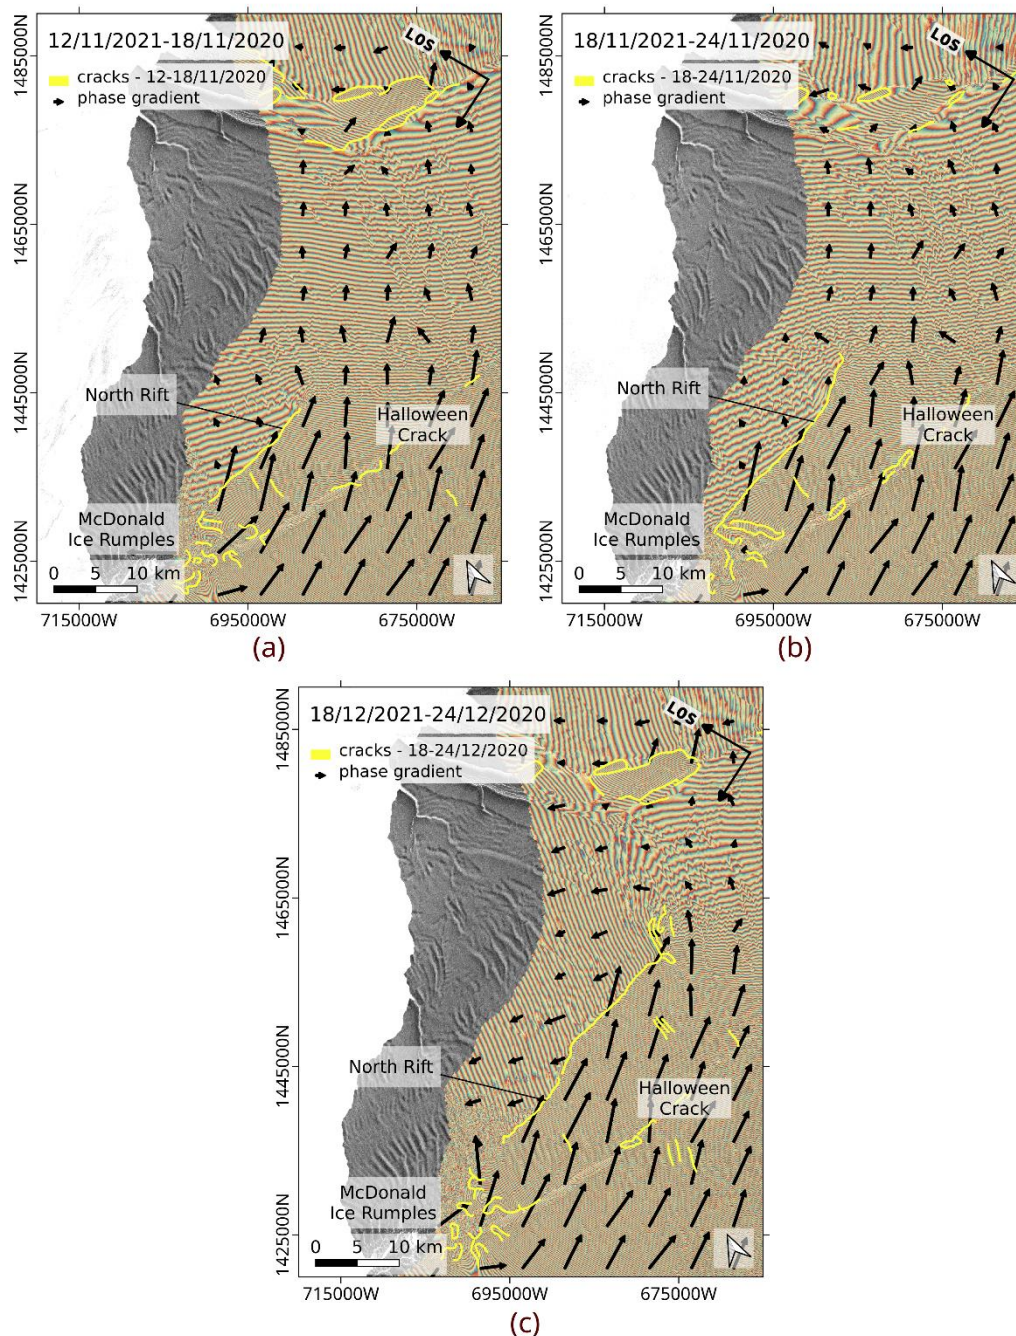 12/11/2021-18/11/2020
cracks - 12-18/11/2020
phase gradient
LOS
1485000N
1465000N
1445000N
1425000N
North Rift
Halloween
Crack
McDonald
Ice Rumples
0 5 10 km
715000W 695000W 675000W
(a)
18/11/2021-24/11/2020
cracks - 18-24/11/2020
phase gradient
LOS
1485000N
1465000N
1445000N
1425000N
North Rift
Halloween
Crack
McDonald
Ice Rumples
0 5 10 km
715000W 695000W 675000W
(b)
18/12/2021-24/12/2020
cracks - 18-24/12/2020
phase gradient
LOS
1485000N
1465000N
1445000N
1425000N
North Rift
Halloween
Crack
McDonald
Ice Rumples
0 5 10 km
715000W 695000W 675000W
(c)